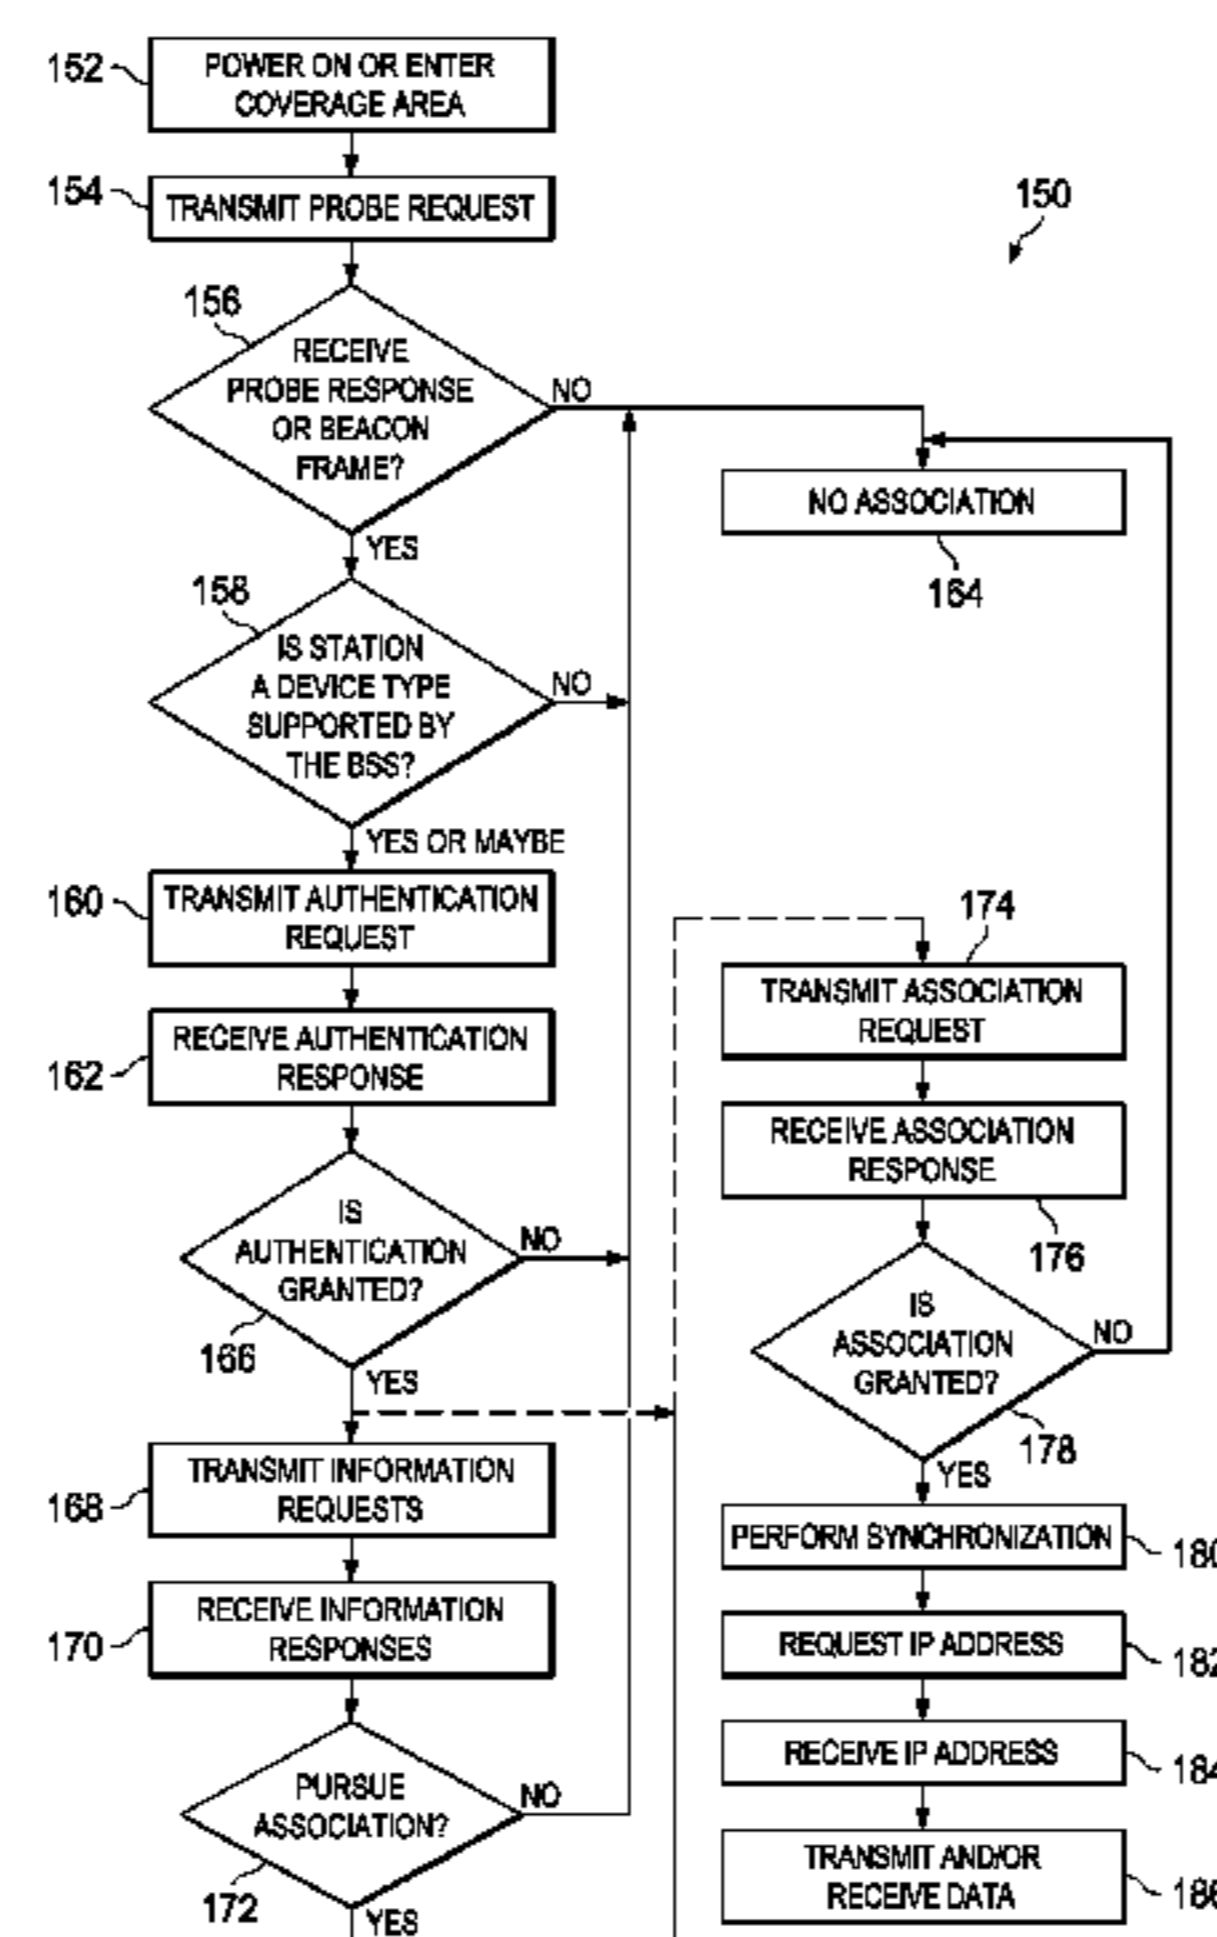 152
POWER ON OR ENTER
COVERAGE AREA
154
TRANSMIT PROBE REQUEST
150
156
RECEIVE
PROBE RESPONSE
OR BEACON
FRAME?
NO
YES
NO ASSOCIATION
164
158
IS STATION
A DEVICE TYPE
SUPPORTED BY
THE BSS?
NO
YES OR MAYBE
160
TRANSMIT AUTHENTICATION
REQUEST
162
RECEIVE AUTHENTICATION
RESPONSE
IS
AUTHENTICATION
GRANTED?
NO
166
YES
168
TRANSMIT INFORMATION
REQUESTS
170
RECEIVE INFORMATION
RESPONSES
PURSUE
ASSOCIATION?
NO
172
YES
174
TRANSMIT ASSOCIATION
REQUEST
RECEIVE ASSOCIATION
RESPONSE
176
IS
ASSOCIATION
GRANTED?
NO
178
YES
PERFORM SYNCHRONIZATION
180
REQUEST IP ADDRESS
182
RECEIVE IP ADDRESS
184
TRANSMIT AND/OR
RECEIVE DATA
186